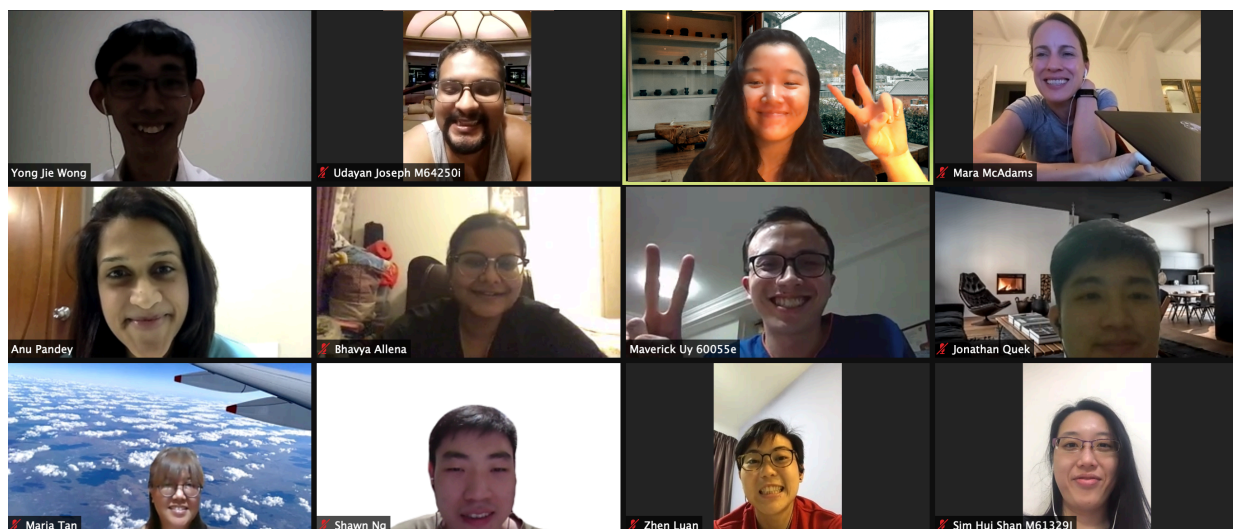 Yong Jie Wong
Udayan Joseph M64250i
Mara McAdams
Anu Pandey
Bhavya Allena
Maverick Uy 60055e
Jonathan Quek
Maria Tan
Shawn Ng
Zhen Luan
Sim Hui Shan M61329J